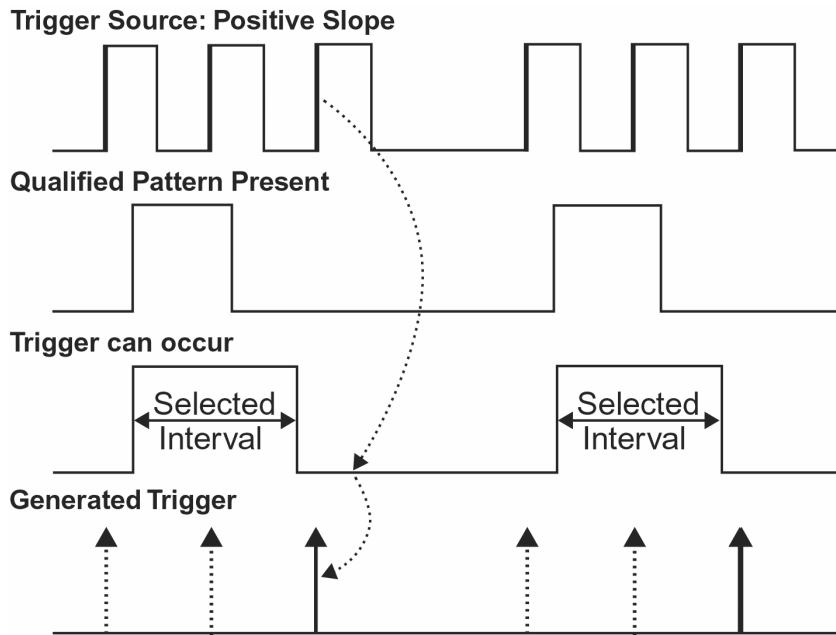 Trigger Source: Positive Slope
Qualified Pattern Present
Trigger can occur
Selected
Interval
Selected
Interval
Generated Trigger